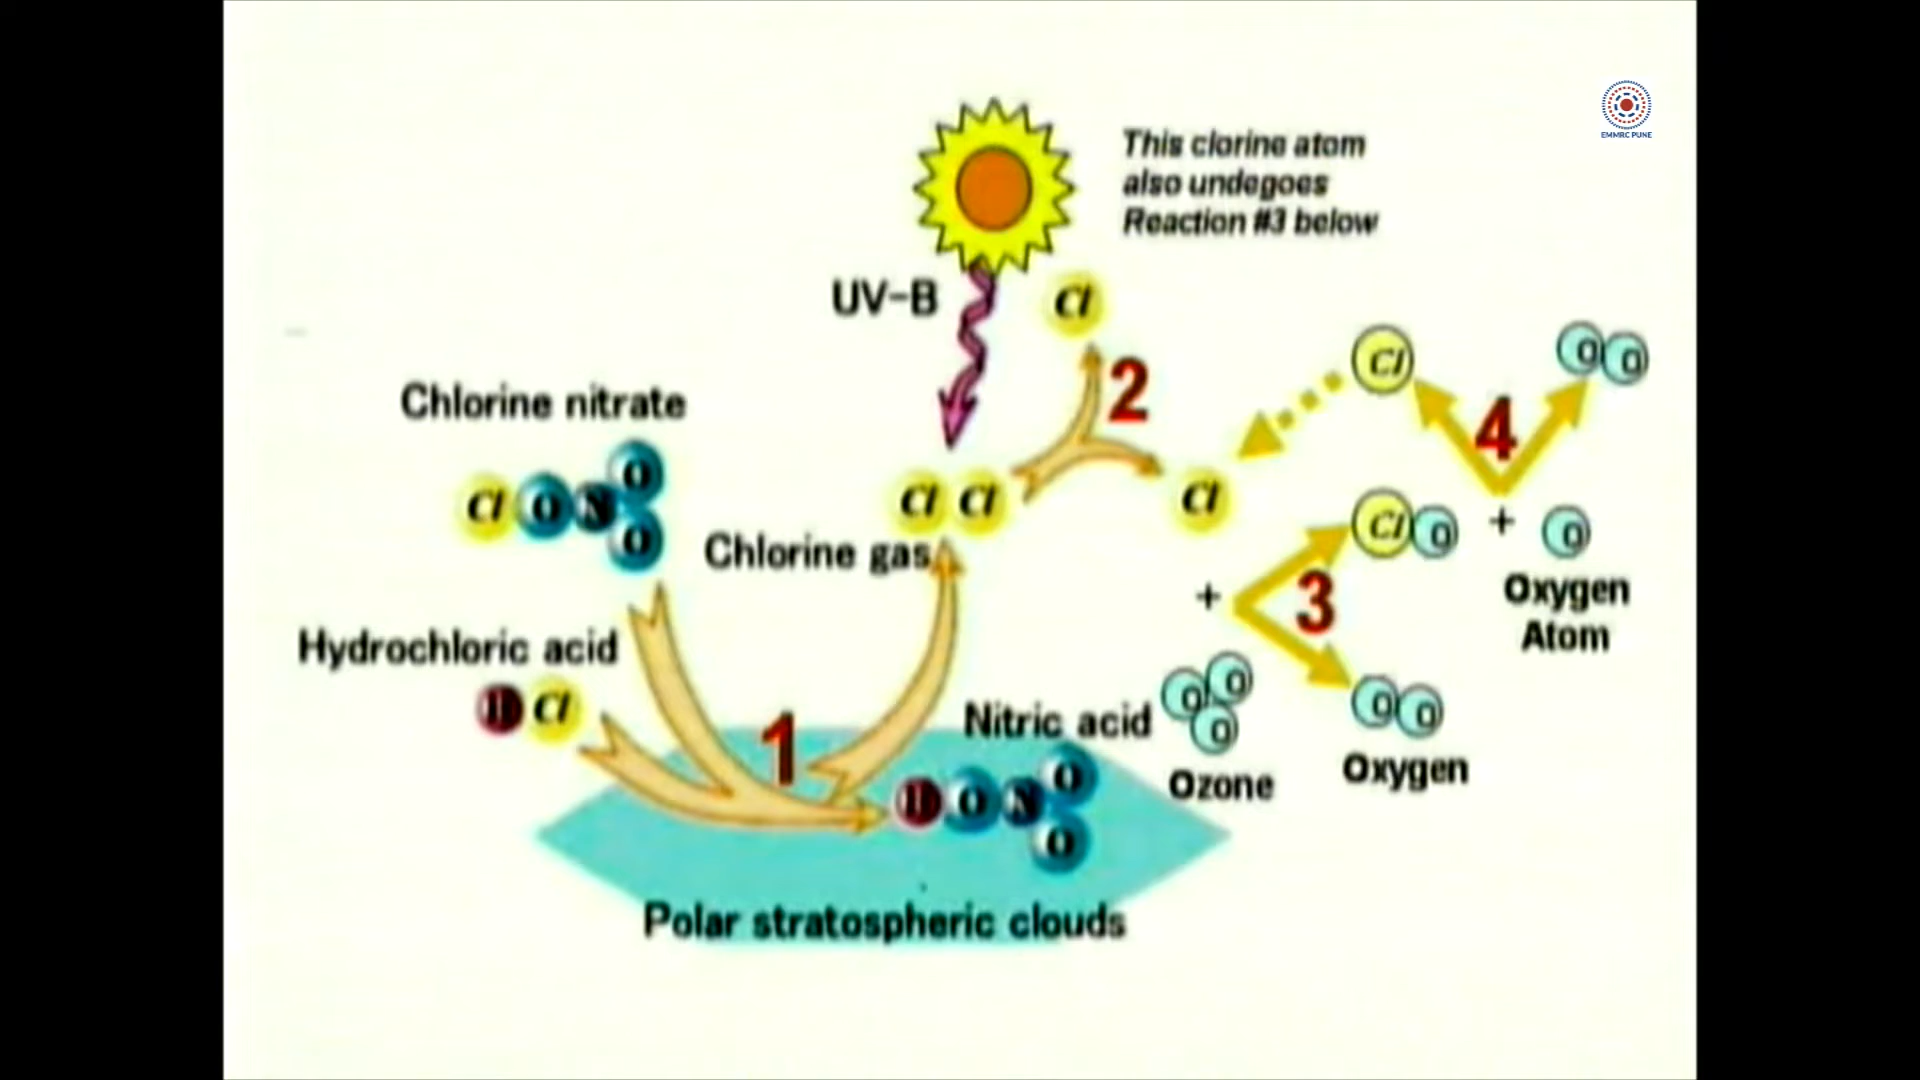 EMMRC PUNE
This clorine atom
also undegoes
Reaction #3 below
UV-B
Cl
2
Cl
O O
4
Chlorine nitrate
Cl O N O O
Cl Cl
Cl
Cl O
+
O
Chlorine gas
+
3
Oxygen
Atom
Hydrochloric acid
H Cl
1
Nitric acid
O O O
O O
H O N O O
Ozone
Oxygen
Polar stratospheric clouds